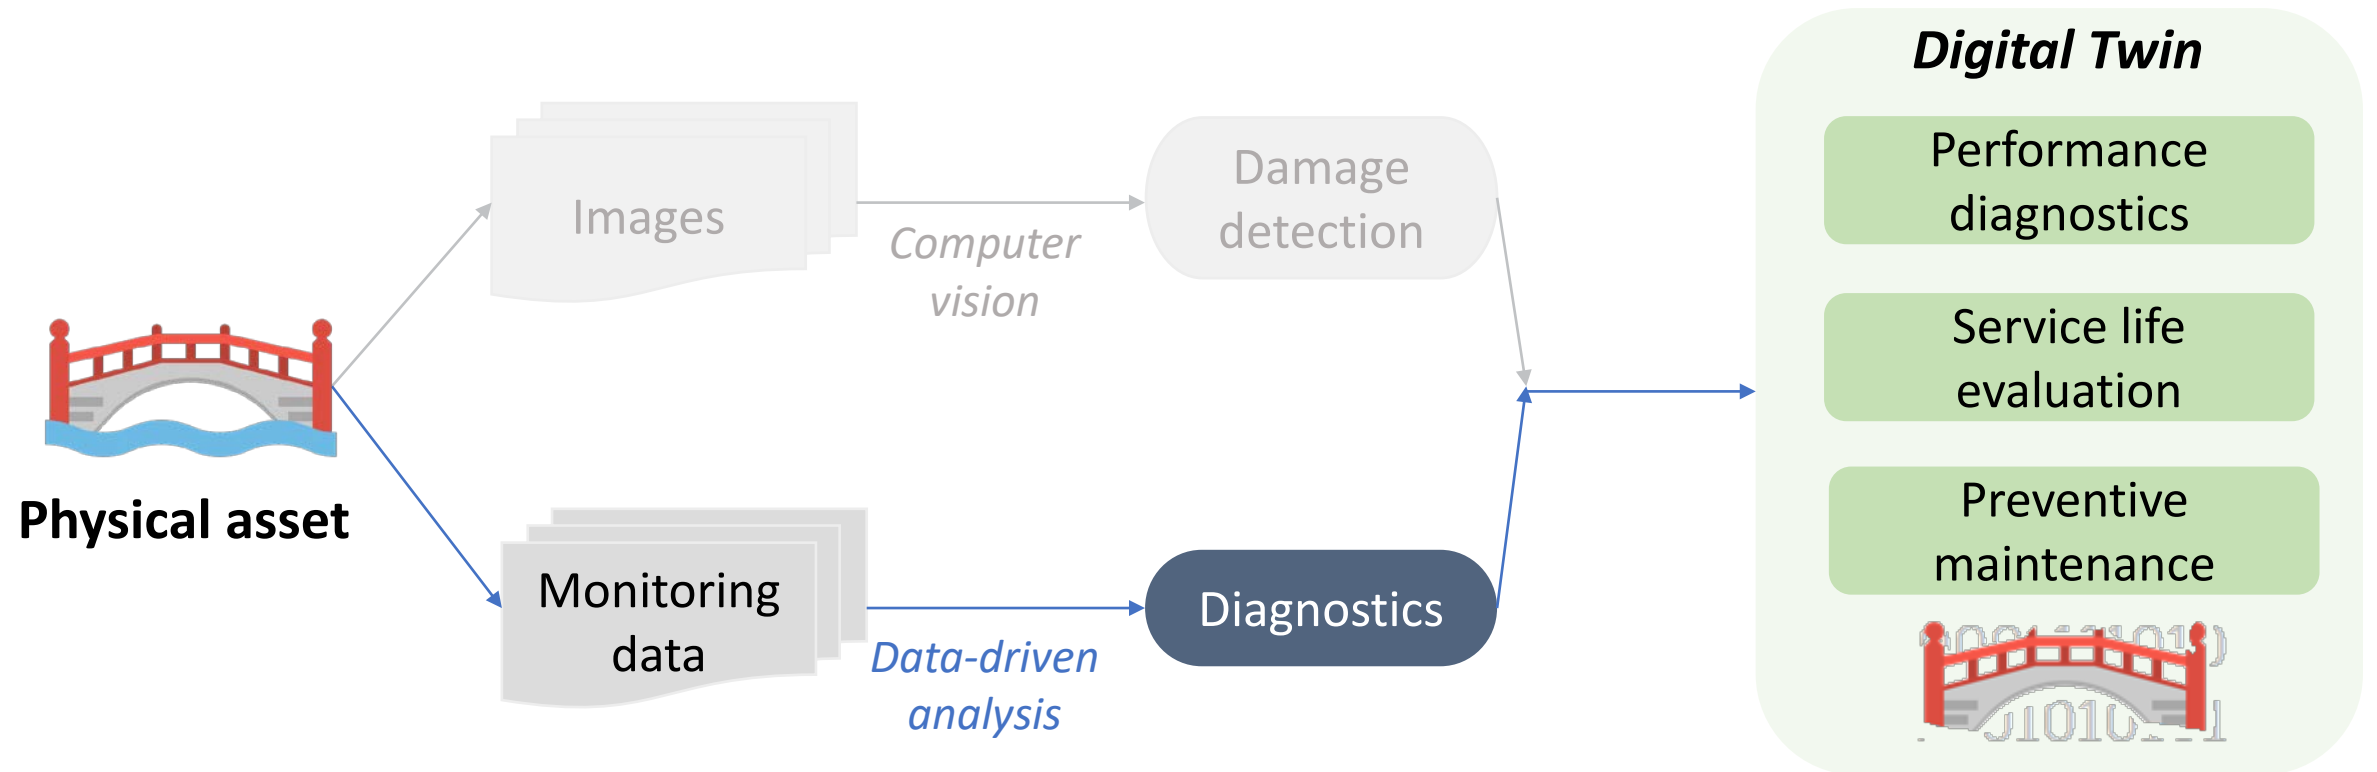 Digital Twin
Performance
diagnostics
Service life
evaluation
Preventive
maintenance
Images
Computer
vision
Damage
detection
Physical asset
Monitoring
data
Data-driven
analysis
Diagnostics